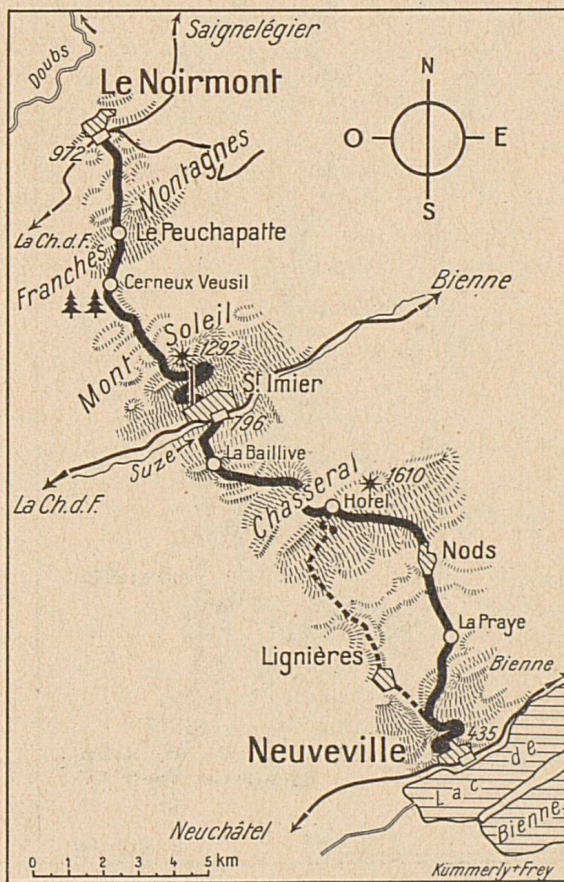 Saignelégier
Doubs
Le Noirmont
N
O
E
S
972
Montagnes
La Ch.d.F.
Le Peuchapatte
Franches
Cerneux Veusil
Bienne
Soleil
1292
Mont
St Imier
796
Suze
La Baillive
La Ch.d.F.
Chasseral
1610
Hotel
Nods
La Praye
Lignières
Bienne
435
Neuveville
Lac de
Bienne
Neuchâtel
0 1 2 3 4 5 km
Kümmerly+Frey